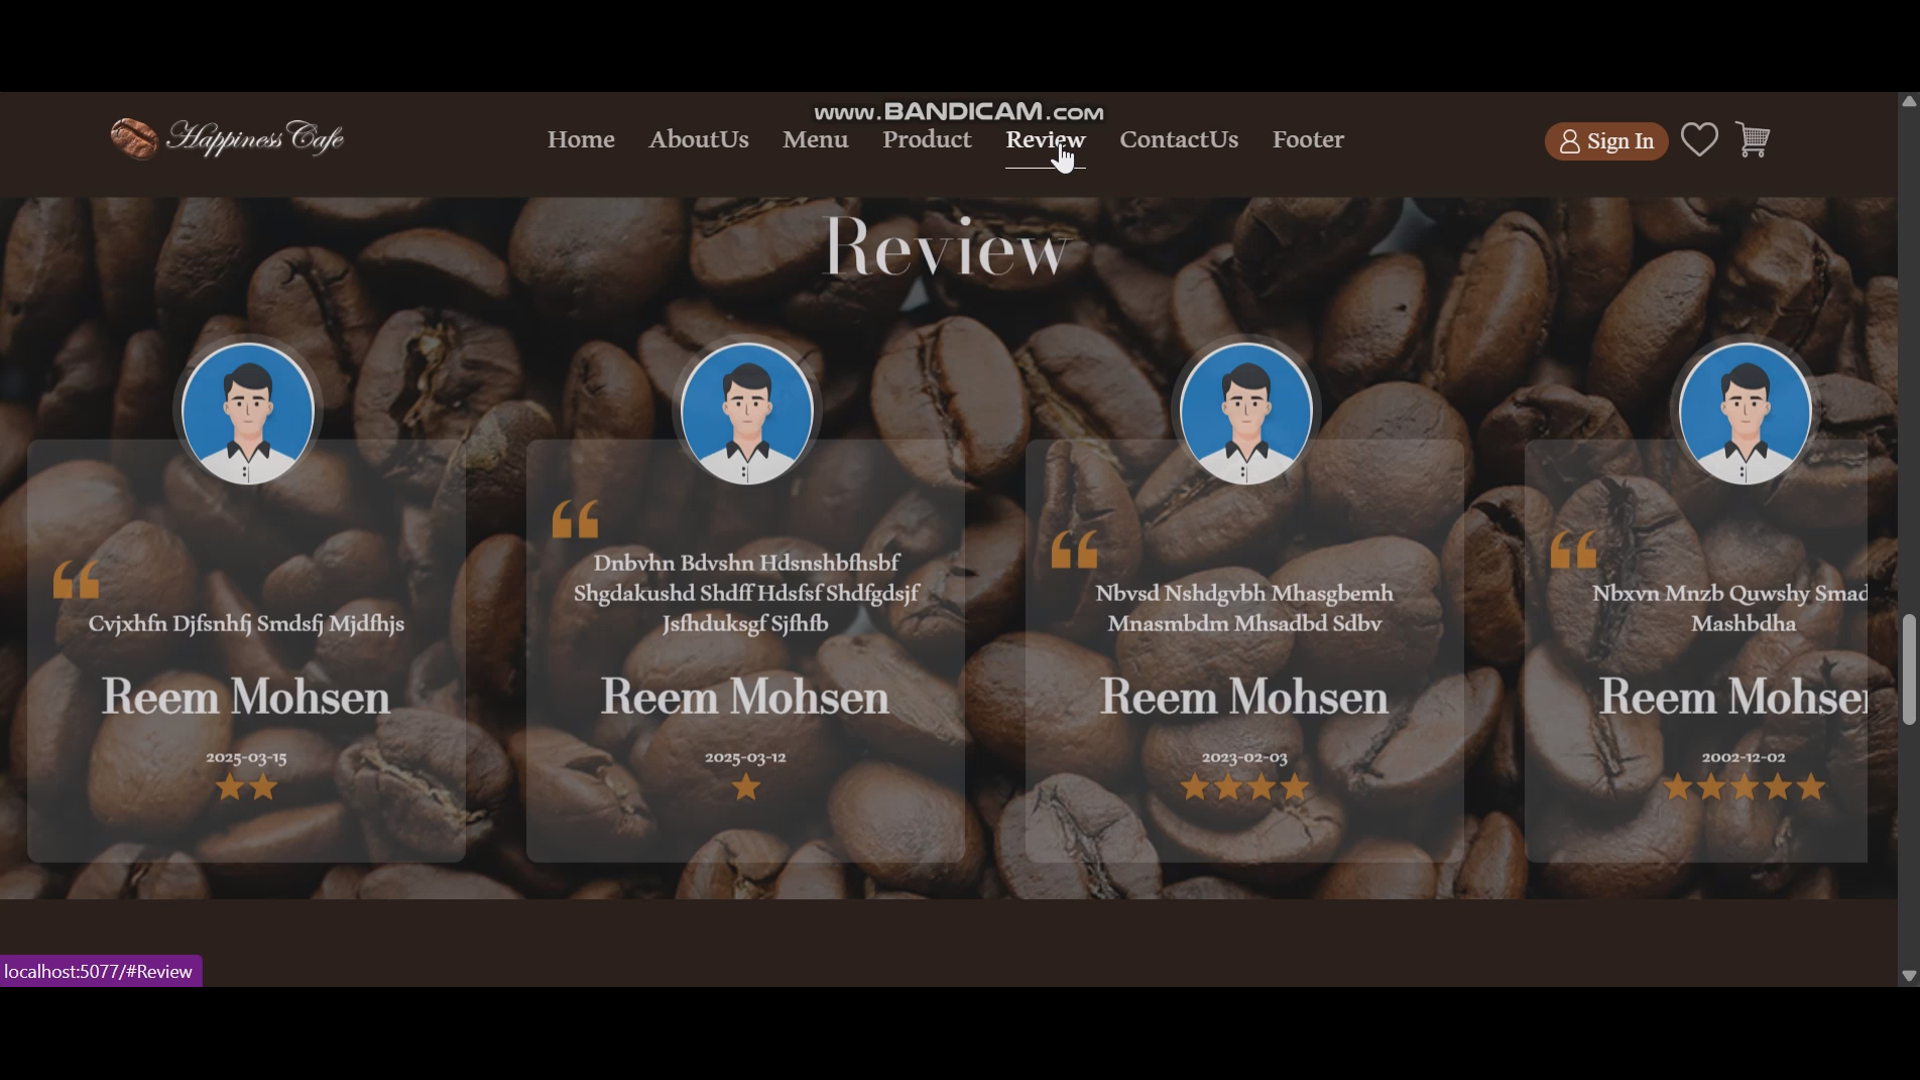 www.BANDICAM.com
Happiness Cafe
Home AboutUs Menu Product Review ContactUs Footer
Sign In
Review
Cvjxhfn Djfsnhfj Smdsfj Mjdfhjs
Reem Mohsen
2025-03-15
Dnbvhn Bdvshn Hdsnshbfhsbf
Shgdakushd Shdff Hdsfsf Shdfgdsjf
Jsfhduksgf Sjfhfb
Reem Mohsen
2025-03-12
Nbvsd Nshdgvbh Mhasgbemh
Mnasmbdm Mhsadbd Sdbv
Reem Mohsen
2023-02-03
Nbxvn Mnzb Quwshy Smad
Mashbdha
Reem Mohsen
2002-12-02
localhost:5077/#Review